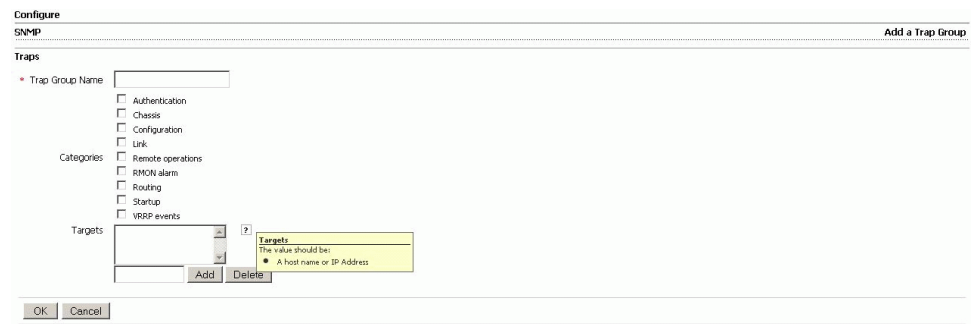 Configure
SNMP
Add a Trap Group
Traps
* Trap Group Name
Authentication
Chassis
Configuration
Link
Categories
Remote operations
RMON alarm
Routing
Startup
VRRP events
Targets
?
Targets
The value should be:
● A host name or IP Address
Add
Delete
OK
Cancel